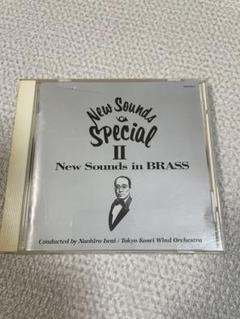 New Sounds
Special
II
New Sounds in BRASS
Conducted by Naohiro Iwai / Tokyo Kosei Wind Orchestra